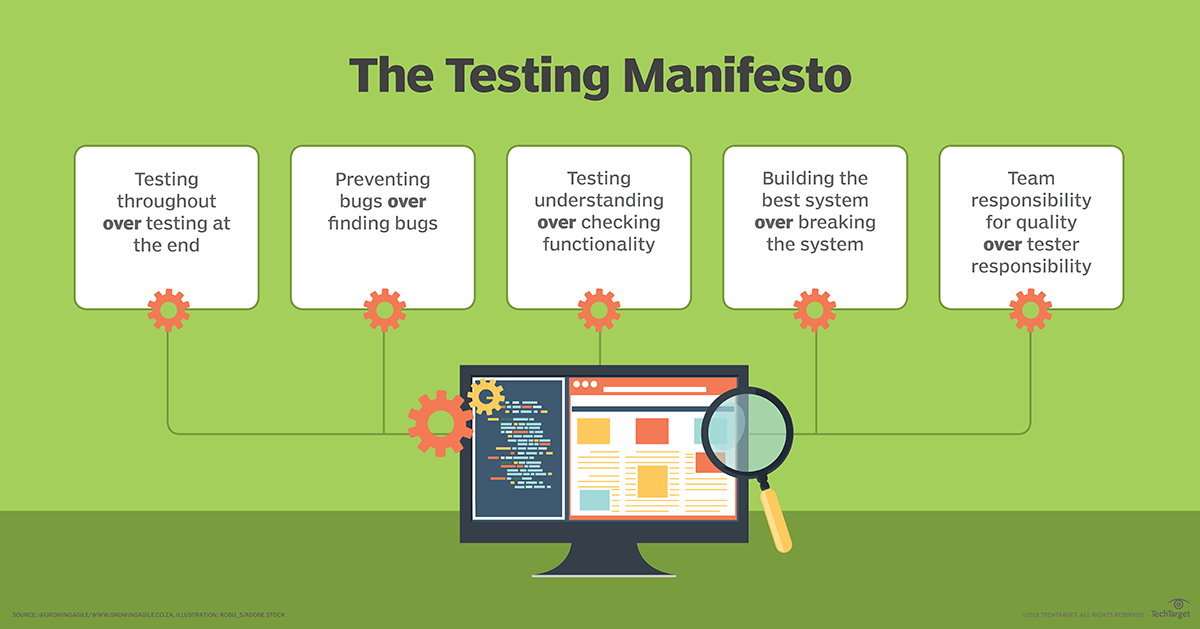 The Testing Manifesto
Testing
throughout
over testing at
the end
Preventing
bugs over
finding bugs
Testing
understanding
over checking
functionality
Building the
best system
over breaking
the system
Team
responsibility
for quality
over tester
responsibility
SOURCE: @GROWINGAGILE/WWW.GROWINGAGILE.CO.ZA, ILLUSTRATION: ROBU_S/ADOBE STOCK
©2018 TECHTARGET. ALL RIGHTS RESERVED
TechTarget